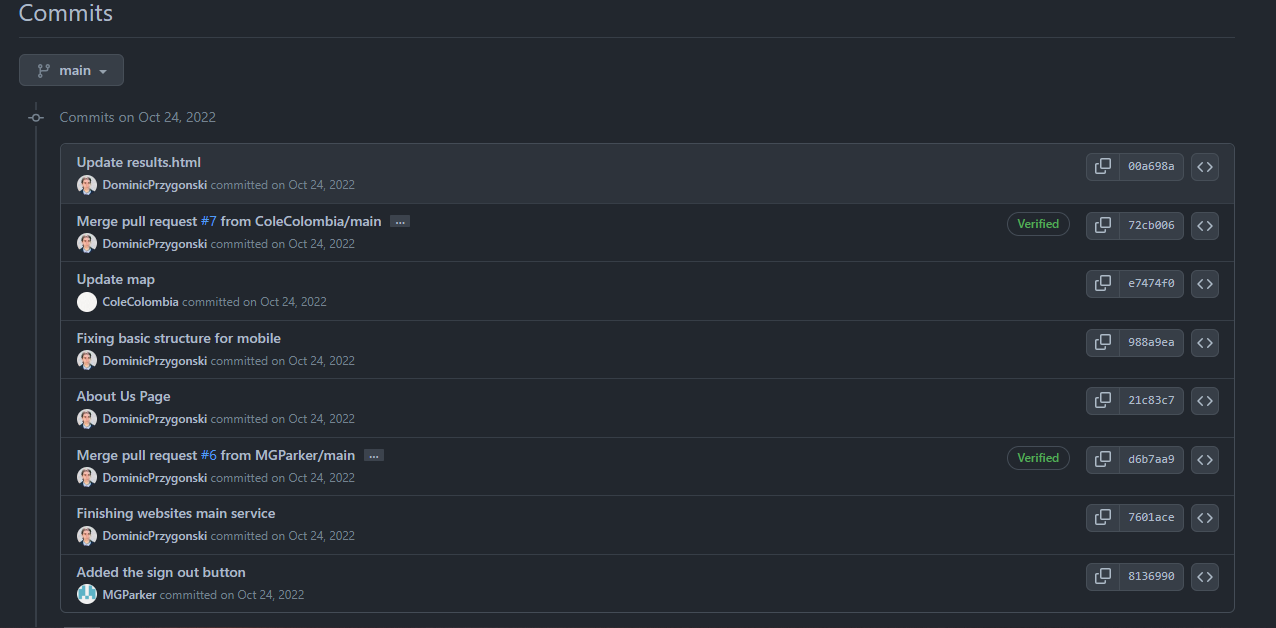 Commits
main
Commits on Oct 24, 2022
Update results.html
DominicPrzygonski committed on Oct 24, 2022
00a698a
Merge pull request #7 from ColeColombia/main ...
DominicPrzygonski committed on Oct 24, 2022
Verified
72cb006
Update map
ColeColombia committed on Oct 24, 2022
e7474f0
Fixing basic structure for mobile
DominicPrzygonski committed on Oct 24, 2022
988a9ea
About Us Page
DominicPrzygonski committed on Oct 24, 2022
21c83c7
Merge pull request #6 from MGParker/main ...
DominicPrzygonski committed on Oct 24, 2022
Verified
d6b7aa9
Finishing websites main service
DominicPrzygonski committed on Oct 24, 2022
7601ace
Added the sign out button
MGParker committed on Oct 24, 2022
8136990